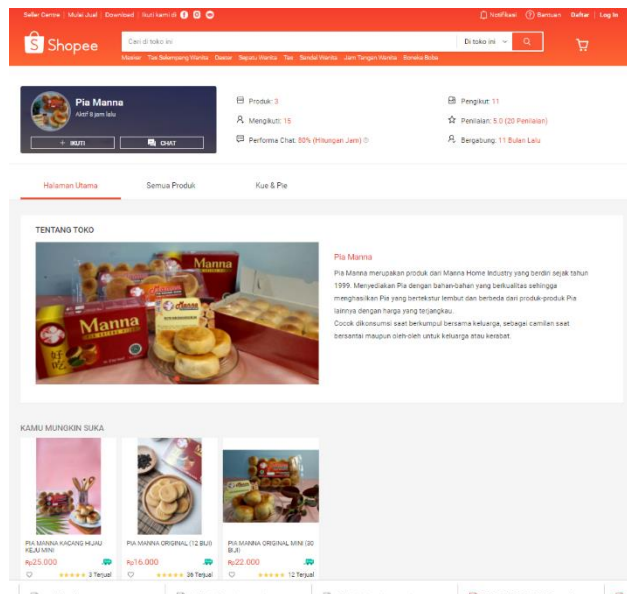 Seller Centre | Mulai Jual | Download | Ikuti kami di
Notifikasi Bantuan Daftar | Log In
Shopee
Cari di toko ini
Di toko ini
Masker Tas Selempang Wanita Daster Sepatu Wanita Tas Sandal Wanita Jam Tangan Wanita Boneka Boba
Pia Manna
Aktif 8 jam lalu
+ IKUTI
CHAT
Produk: 3
Mengikuti: 15
Performa Chat: 80% (Hitungan Jam)
Pengikut: 11
Penilaian: 5.0 (20 Penilaian)
Bergabung: 11 Bulan Lalu
Halaman Utama Semua Produk Kue & Pie
TENTANG TOKO
Manna
Manna
好吃
Pia Manna
Pia Manna merupakan produk dari Manna Home Industry yang berdiri sejak tahun
1999. Menyediakan Pia dengan bahan-bahan yang berkualitas sehingga
menghasilkan Pia yang bertekstur lembut dan berbeda dari produk-produk Pia
lainnya dengan harga yang terjangkau.
Cocok dikonsumsi saat berkumpul bersama keluarga, sebagai camilan saat
bersantai maupun oleh-oleh untuk keluarga atau kerabat.
KAMU MUNGKIN SUKA
PIA MANNA KACANG HIJAU
KEJU MINI
Rp25.000
3 Terjual
PIA MANNA ORIGINAL (12 BIJI)
Rp16.000
36 Terjual
PIA MANNA ORIGINAL MINI (30
BIJI)
Rp22.000
12 Terjual